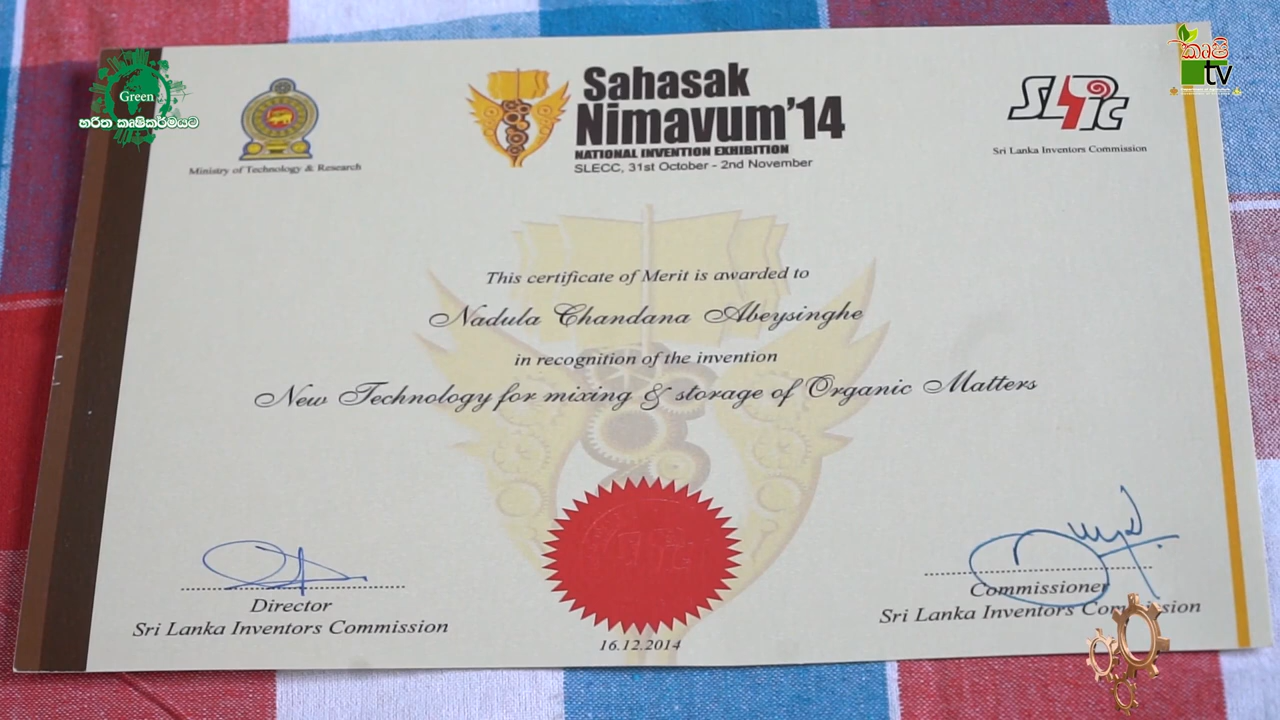 Green
හරිත කෘෂිකර්මයට
කෘෂි
tv
Ministry of Technology & Research
Sahasak
Nimavum'14
NATIONAL INVENTION EXHIBITION
SLECC, 31st October - 2nd November
SLIC
Sri Lanka Inventors Commission
This certificate of Merit is awarded to
Nadula Chandana Abeysinghe
in recognition of the invention
New Technology for mixing & storage of Organic Matters
Director
Sri Lanka Inventors Commission
Commissioner
Sri Lanka Inventors Commission
16.12.2014